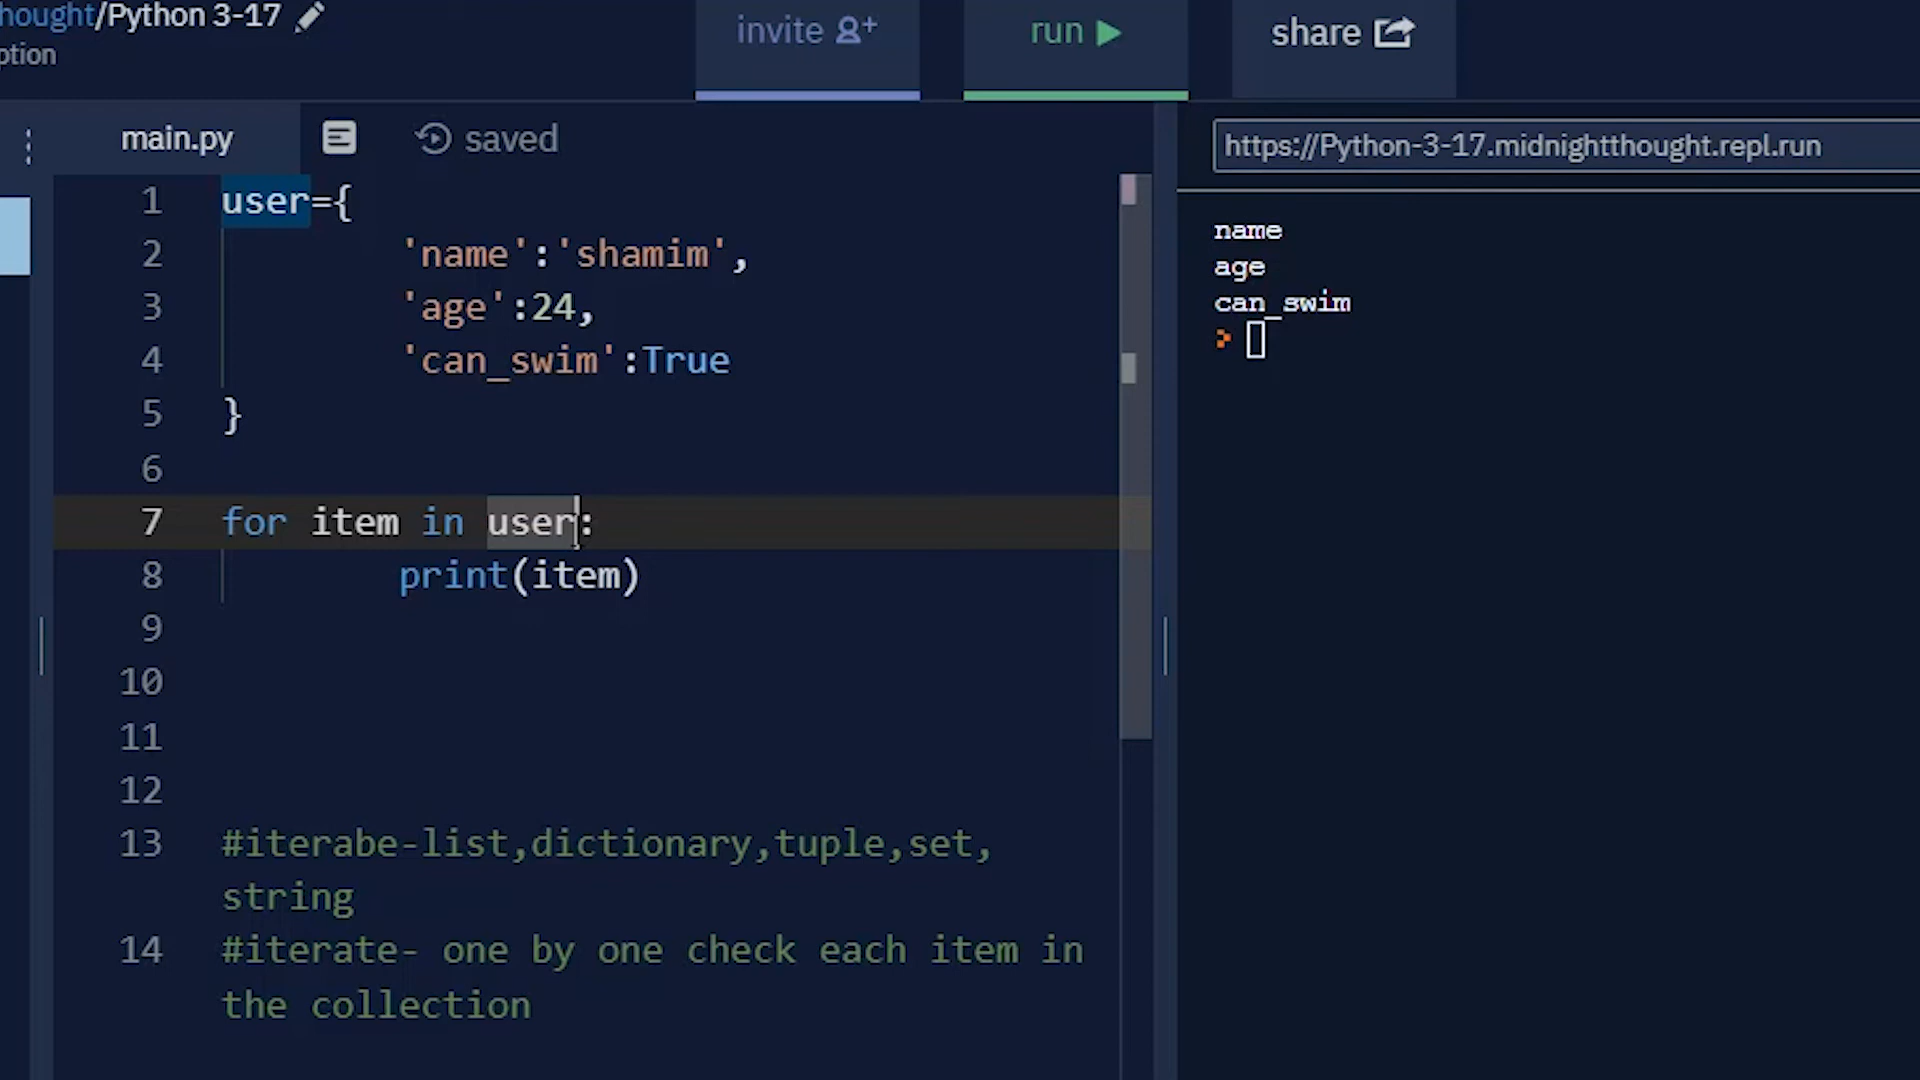 hought/Python 3-17
ption
invite
run
share
main.py
saved
https://Python-3-17.midnightthought.repl.run
1 user={
2 'name':'shamim',
3 'age':24,
4 'can_swim':True
5 }
6
7 for item in user:
8 print(item)
9
10
11
12
13 #iterabe-list,dictionary,tuple,set,
string
14 #iterate- one by one check each item in
the collection
name
age
can_swim